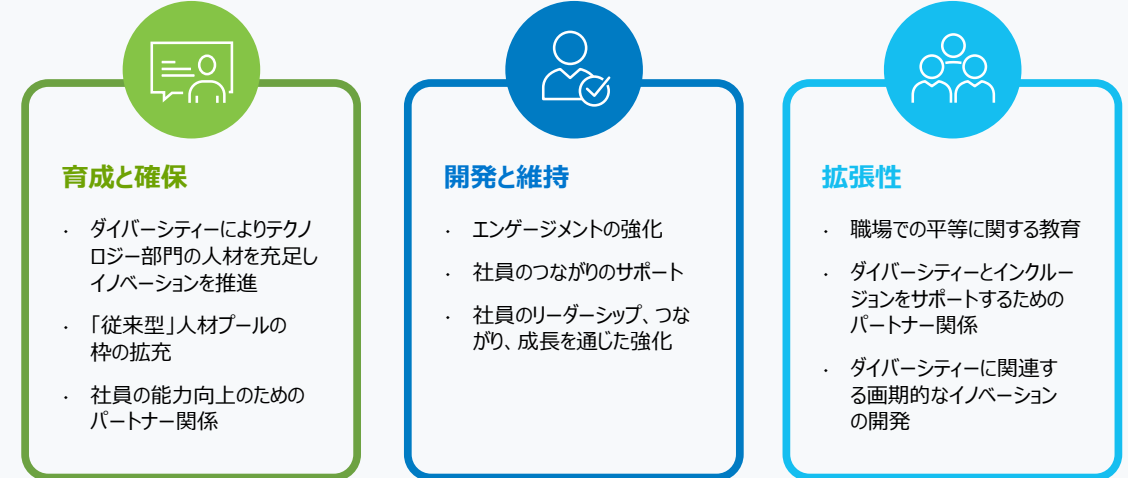 育成と確保
・ ダイバーシティーによりテクノ
ロジー部門の人材を充足し
イノベーションを推進
・ 「従来型」人材プールの
枠の拡充
・ 社員の能力向上のための
パートナー関係
開発と維持
・ エンゲージメントの強化
・ 社員のつながりのサポート
・ 社員のリーダーシップ、つな
がり、成長を通じた強化
拡張性
・ 職場での平等に関する教育
・ ダイバーシティーとインクルー
ジョンをサポートするための
パートナー関係
・ ダイバーシティーに関連す
る画期的なイノベーション
の開発